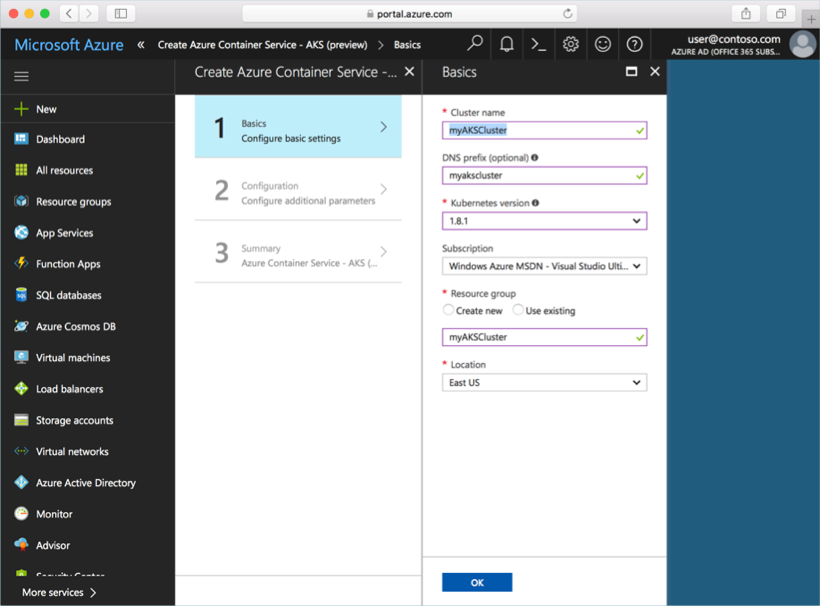 portal.azure.com
Microsoft Azure « Create Azure Container Service - AKS (preview) > Basics
user@contoso.com
AZURE AD (OFFICE 365 SUBS...
Create Azure Container Service -...
Basics
New
Dashboard
All resources
Resource groups
App Services
Function Apps
SQL databases
Azure Cosmos DB
Virtual machines
Load balancers
Storage accounts
Virtual networks
Azure Active Directory
Monitor
Advisor
Security Center
More services >
1
Basics
Configure basic settings
2
Configuration
Configure additional parameters
3
Summary
Azure Container Service - AKS (...
* Cluster name
myAKSCluster
DNS prefix (optional)
myakscluster
* Kubernetes version
1.8.1
Subscription
Windows Azure MSDN - Visual Studio Ulti...
* Resource group
Create new Use existing
myAKSCluster
* Location
East US
OK